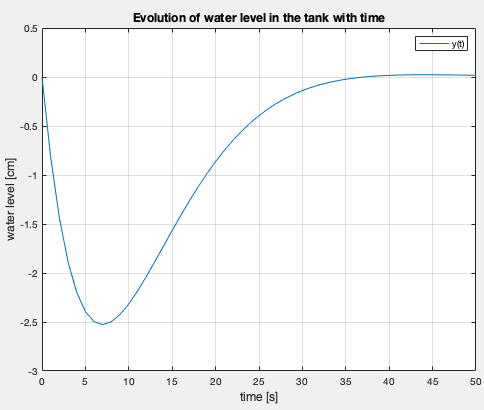 Evolution of water level in the tank with time
y(t)
0.5
0
-0.5
-1
-1.5
-2
-2.5
-3
water level [cm]
0 5 10 15 20 25 30 35 40 45 50
time [s]